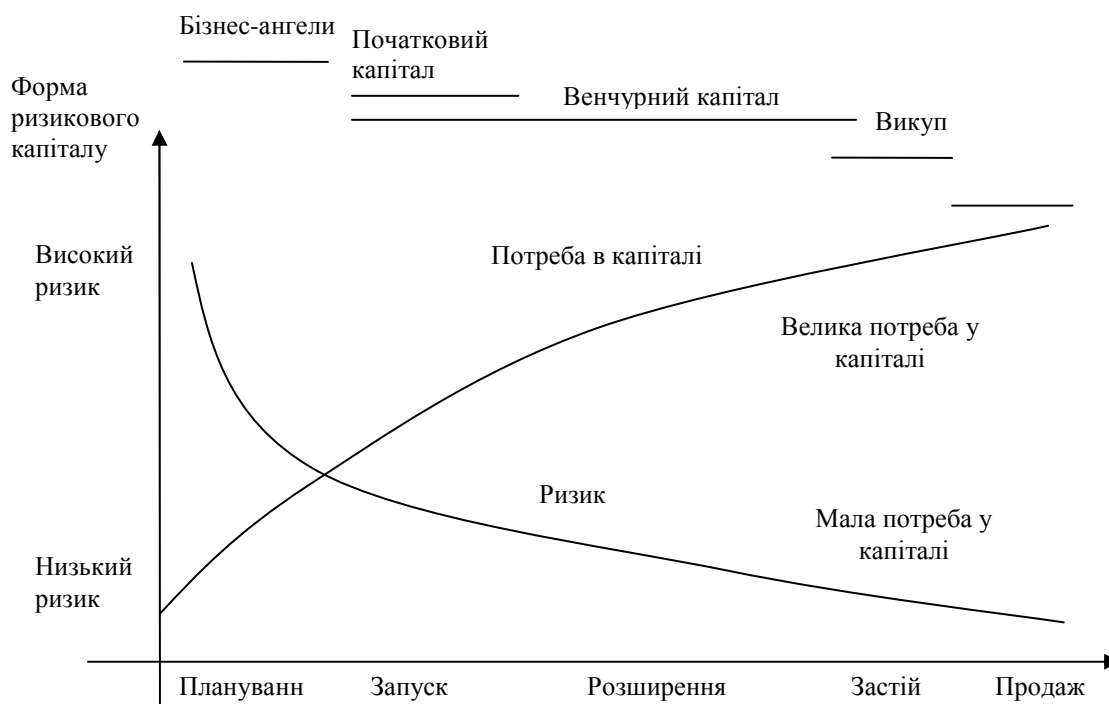 Бізнес-ангели
Початковий
капітал
Венчурний капітал
Викуп
Форма
ризикового
капіталу
Високий
ризик
Потреба в капіталі
Велика потреба у
капіталі
Ризик
Мала потреба у
капіталі
Низький
ризик
Плануванн
Запуск
Розширення
Застій
Продаж